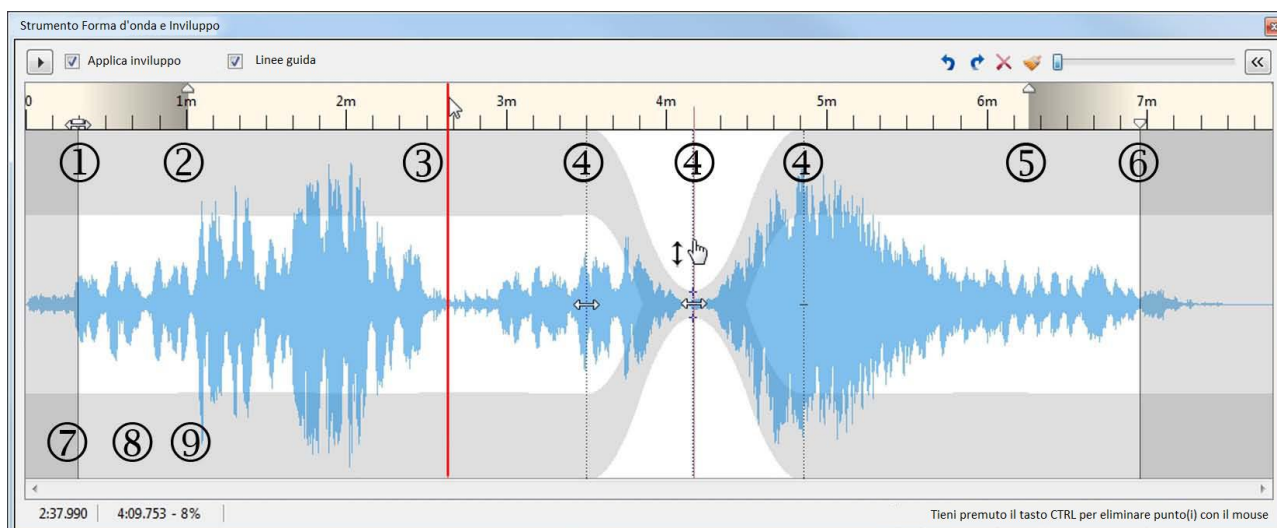 Strumento Forma d'onda e Inviluppo
Applica inviluppo Linee guida
0 1m 2m 3m 4m 5m 6m 7m
① ② ③ ④ ④ ④ ⑤ ⑥
⑦ ⑧ ⑨
2:37.990 4:09.753 - 8% Tieni premuto il tasto CTRL per eliminare punto(i) con il mouse